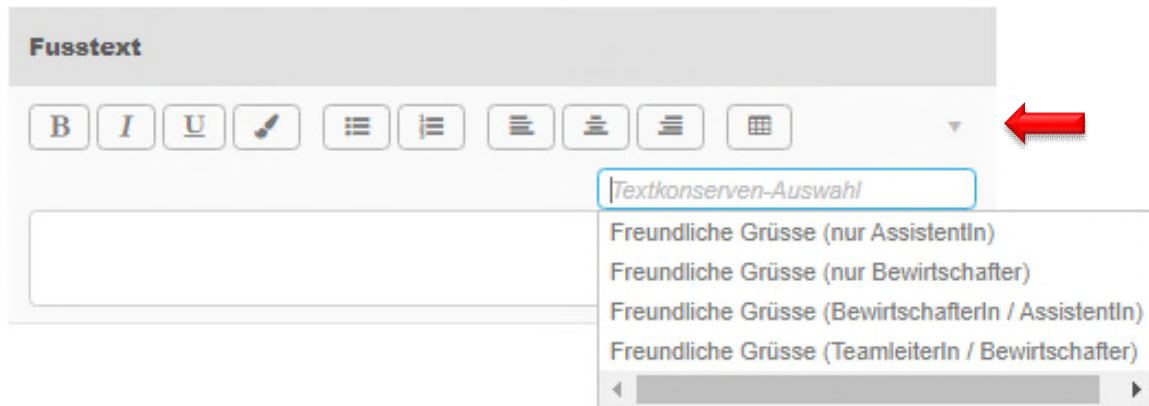 Fusstext
B I U
Textkonserven-Auswahl
Freundliche Grüsse (nur AssistentIn)
Freundliche Grüsse (nur Bewirtschafter)
Freundliche Grüsse (BewirtschafterIn / AssistentIn)
Freundliche Grüsse (TeamleiterIn / Bewirtschafter)